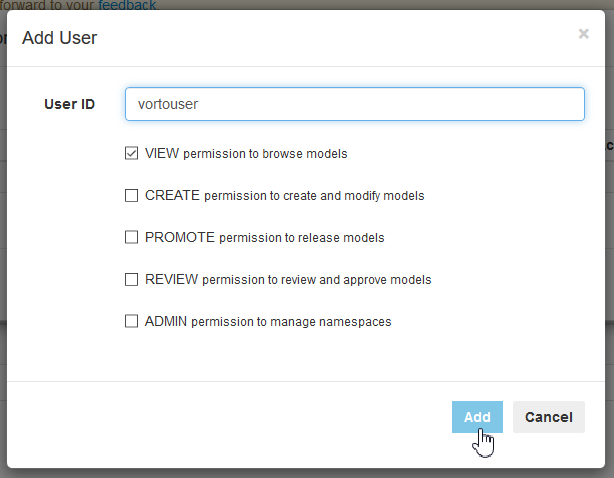 forward to your feedback.
Add User
×
User ID
vortouser
VIEW permission to browse models
CREATE permission to create and modify models
PROMOTE permission to release models
REVIEW permission to review and approve models
ADMIN permission to manage namespaces
Add
Cancel